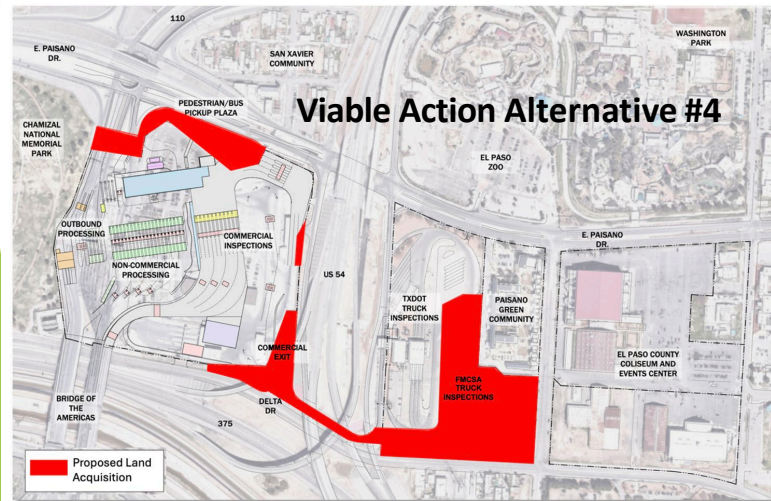 110
E. PAISANO
DR.
SAN XAVIER
COMMUNITY
WASHINGTON
PARK
PEDESTRIAN/BUS
PICKUP PLAZA
Viable Action Alternative #4
CHAMIZAL
NATIONAL
MEMORIAL
PARK
EL PASO
ZOO
OUTBOUND
PROCESSING
COMMERCIAL
INSPECTIONS
E. PAISANO
DR.
NON-COMMERCIAL
PROCESSING
US 54
TXDOT
TRUCK
INSPECTIONS
PAISANO
GREEN
COMMUNITY
COMMERCIAL
EXIT
EL PASO COUNTY
COLISEUM AND
EVENTS CENTER
FMCSA
TRUCK
INSPECTIONS
BRIDGE OF
THE
AMERICAS
DELTA
DR
375
Proposed Land
Acquisition